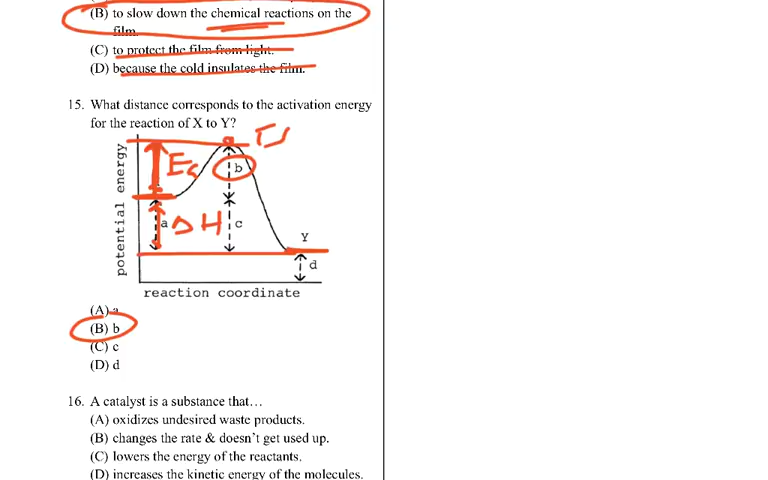 (B) to slow down the chemical reactions on the
film.
(C) to protect the film from light.
(D) because the cold insulates the film.
15. What distance corresponds to the activation energy
for the reaction of X to Y?
TS
Ea
b
potential energy
a
ΔH
c
Y
d
reaction coordinate
(A) a
(B) b
(C) c
(D) d
16. A catalyst is a substance that…
(A) oxidizes undesired waste products.
(B) changes the rate & doesn't get used up.
(C) lowers the energy of the reactants.
(D) increases the kinetic energy of the molecules.